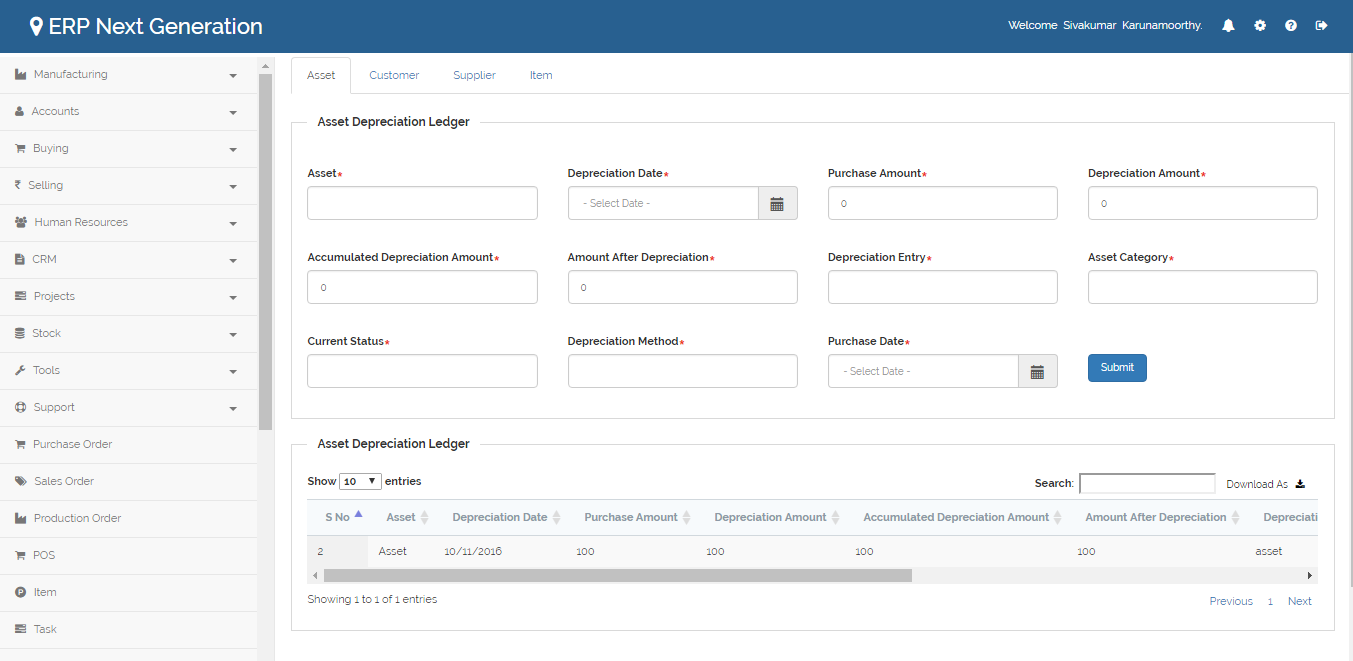 ERP Next Generation
Welcome Sivakumar Karunamoorthy.
Manufacturing
Accounts
Buying
Selling
Human Resources
CRM
Projects
Stock
Tools
Support
Purchase Order
Sales Order
Production Order
POS
Item
Task
Asset Customer Supplier Item
Asset Depreciation Ledger
Asset* Depreciation Date* Purchase Amount* Depreciation Amount*
- Select Date - 0 0
Accumulated Depreciation Amount* Amount After Depreciation* Depreciation Entry* Asset Category*
0 0
Current Status* Depreciation Method* Purchase Date*
- Select Date - Submit
Asset Depreciation Ledger
Show 10 entries Search: Download As
S No Asset Depreciation Date Purchase Amount Depreciation Amount Accumulated Depreciation Amount Amount After Depreciation Depreciati
2 Asset 10/11/2016 100 100 100 100 asset
Showing 1 to 1 of 1 entries Previous 1 Next